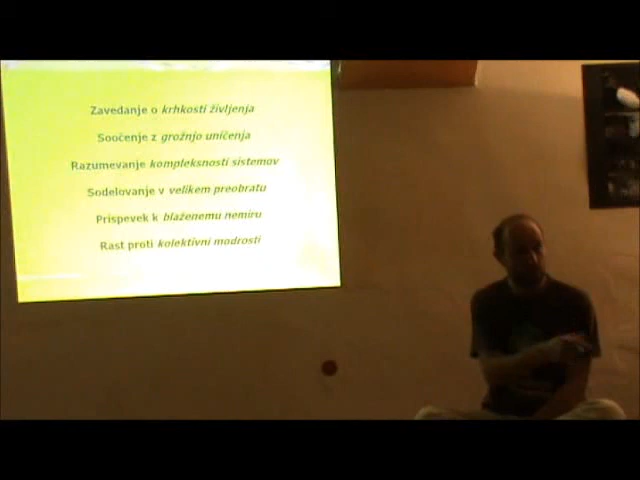 Zavedanje o krhkosti življenja
Soočenje z grožnjo uničenja
Razumevanje kompleksnosti sistemov
Sodelovanje v velikem preobratu
Prispevek k blaženemu nemiru
Rast proti kolektivni modrosti